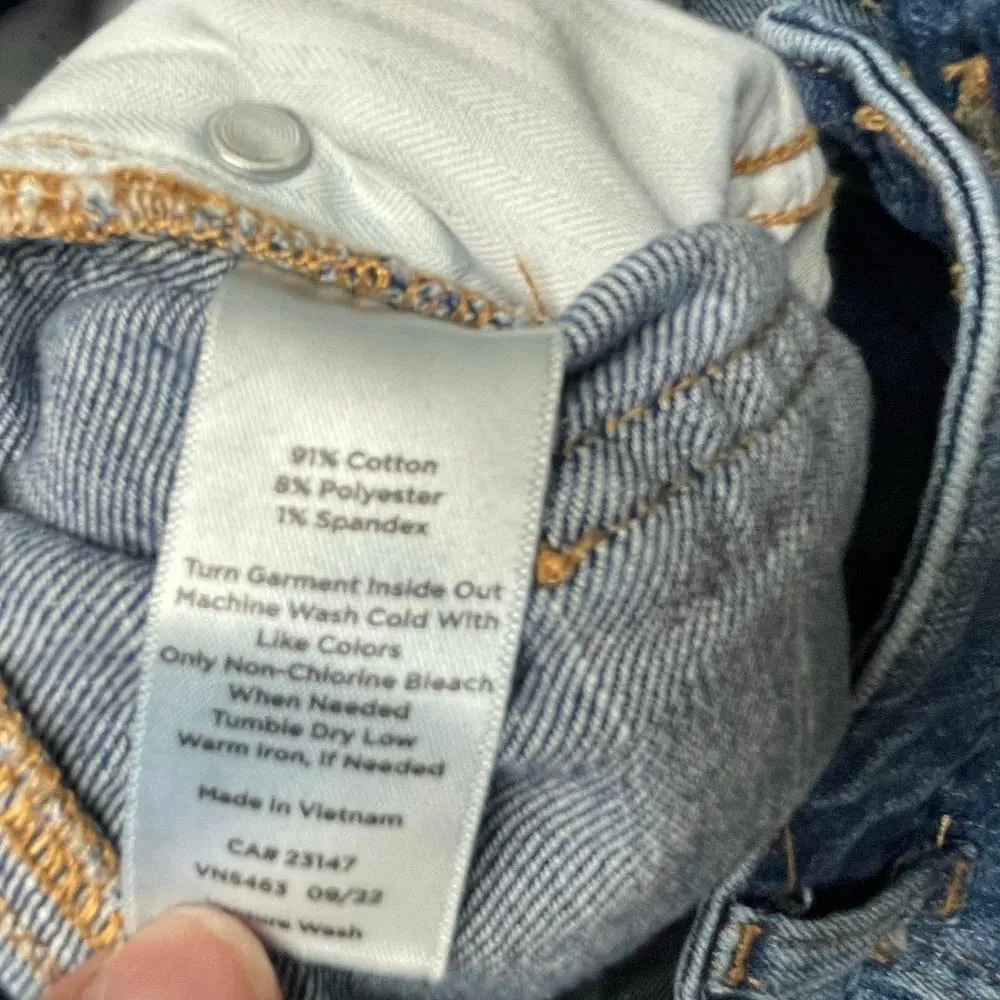 91% Cotton
8% Polyester
1% Spandex
Turn Garment Inside Out
Machine Wash Cold With
Like Colors
Only Non-Chlorine Bleach
When Needed
Tumble Dry Low
Warm Iron, If Needed
Made in Vietnam
CA# 23147
VN5463 09/22
Wash